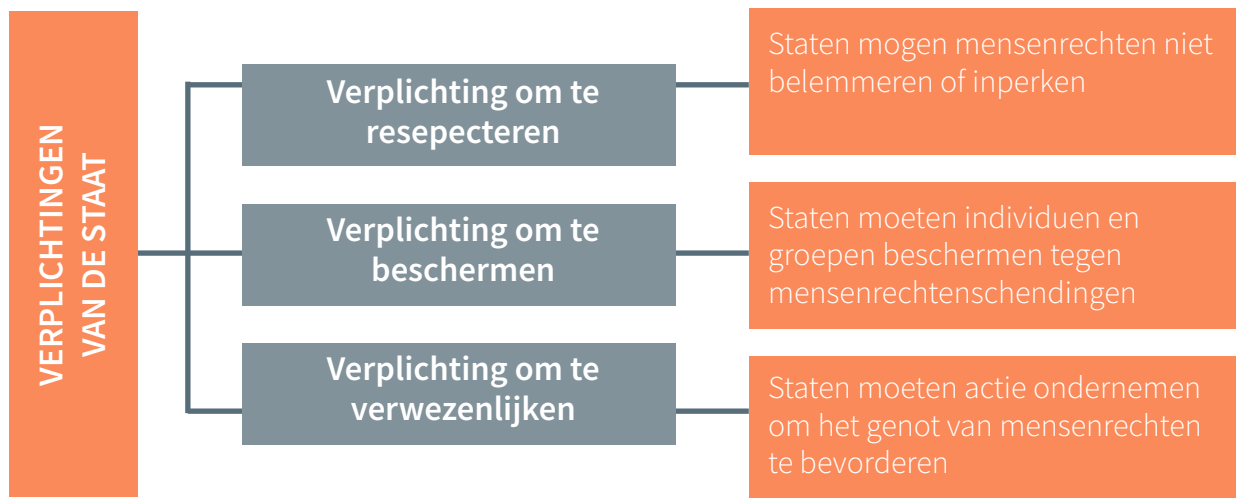 VERPLICHTINGEN
VAN DE STAAT
Verplichting om te
resepecteren
Staten mogen mensenrechten niet
belemmeren of inperken
Verplichting om te
beschermen
Staten moeten individuen en
groepen beschermen tegen
mensenrechtenschendingen
Verplichting om te
verwezenlijken
Staten moeten actie ondernemen
om het genot van mensenrechten
te bevorderen